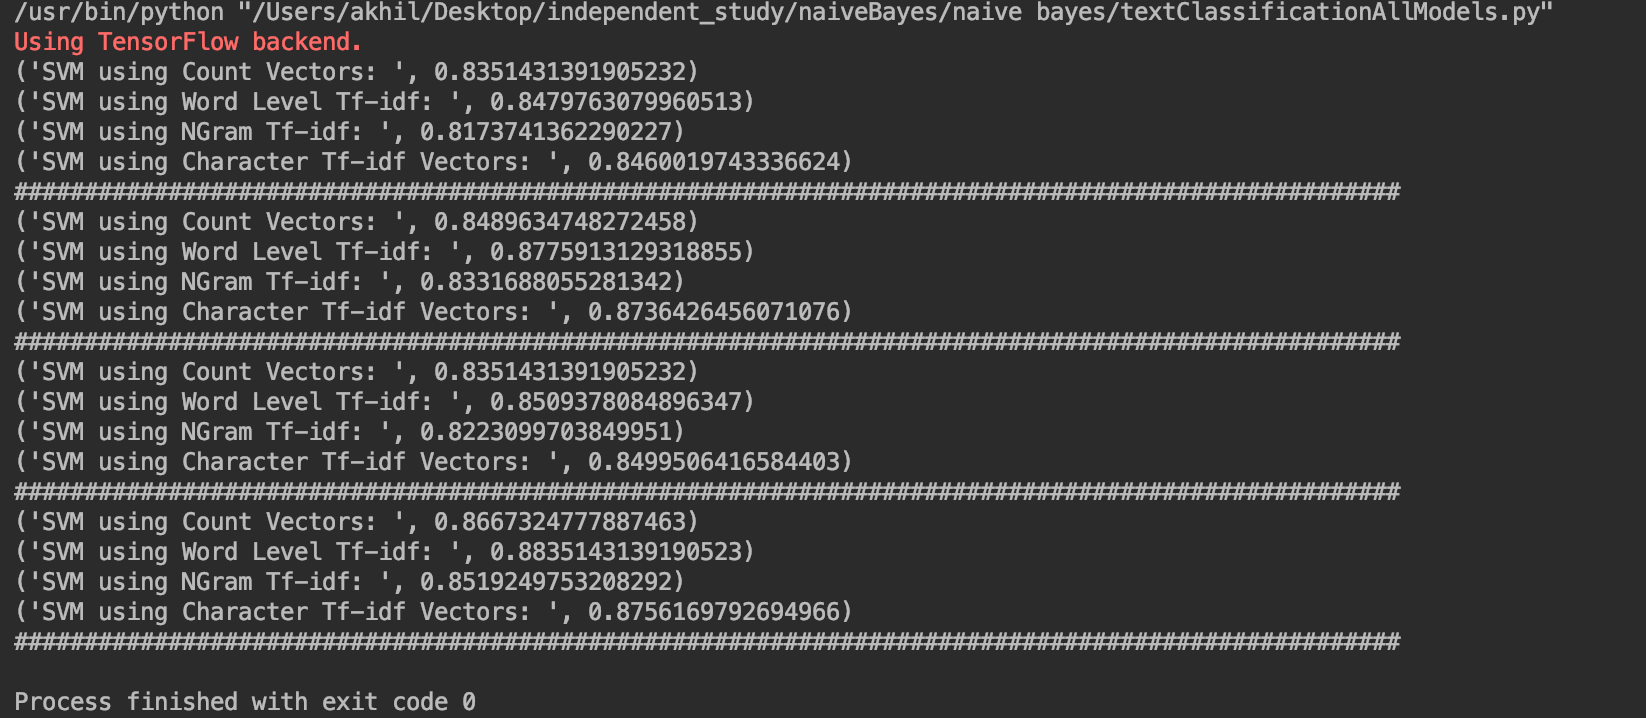 /usr/bin/python "/Users/akhil/Desktop/independent_study/naiveBayes/naive bayes/textClassificationAllModels.py"
Using TensorFlow backend.
('SVM using Count Vectors: ', 0.8351431391905232)
('SVM using Word Level Tf-idf: ', 0.8479763079960513)
('SVM using NGram Tf-idf: ', 0.8173741362290227)
('SVM using Character Tf-idf Vectors: ', 0.8460019743336624)
###################################################################################################
('SVM using Count Vectors: ', 0.8489634748272458)
('SVM using Word Level Tf-idf: ', 0.8775913129318855)
('SVM using NGram Tf-idf: ', 0.8331688055281342)
('SVM using Character Tf-idf Vectors: ', 0.8736426456071076)
###################################################################################################
('SVM using Count Vectors: ', 0.8351431391905232)
('SVM using Word Level Tf-idf: ', 0.8509378084896347)
('SVM using NGram Tf-idf: ', 0.8223099703849951)
('SVM using Character Tf-idf Vectors: ', 0.8499506416584403)
###################################################################################################
('SVM using Count Vectors: ', 0.8667324777887463)
('SVM using Word Level Tf-idf: ', 0.8835143139190523)
('SVM using NGram Tf-idf: ', 0.8519249753208292)
('SVM using Character Tf-idf Vectors: ', 0.8756169792694966)
###################################################################################################
Process finished with exit code 0